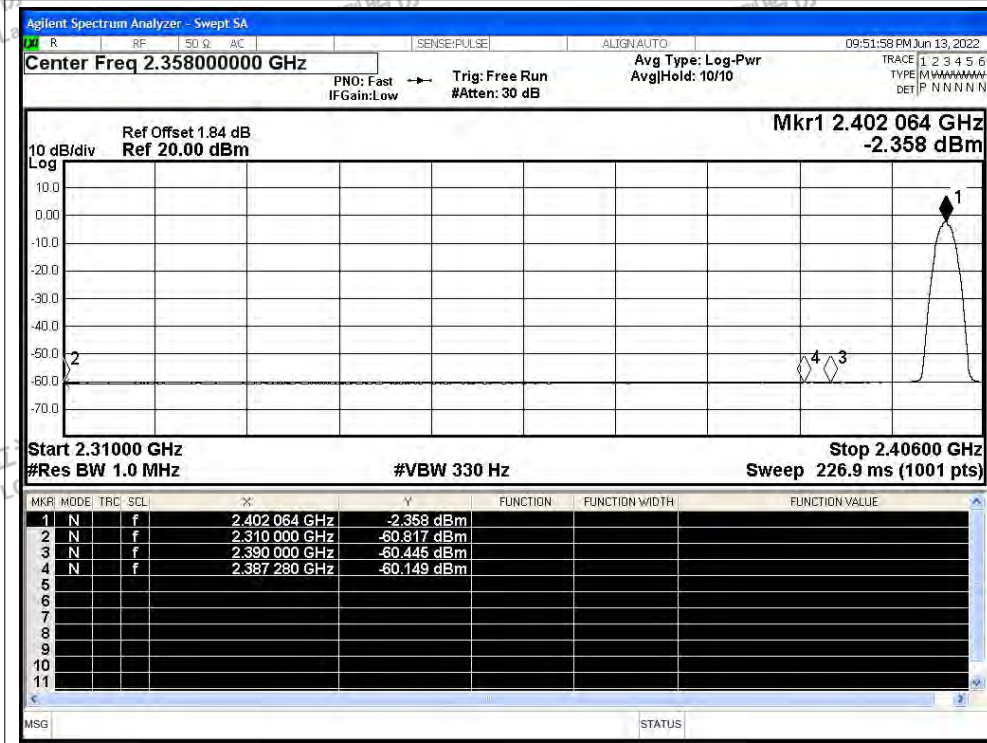 Agilent Spectrum Analyzer - Swept SA
LXI R RF 50 Ω AC SENSE:PULSE ALIGN AUTO 09:51:58 PM Jun 13, 2022
Center Freq 2.358000000 GHz
PNO: Fast
IFGain:Low
Trig: Free Run
#Atten: 30 dB
Avg Type: Log-Pwr
Avg|Hold: 10/10
TRACE 1 2 3 4 5 6
TYPE M
DET P N N N N N
Mkr1 2.402 064 GHz
-2.358 dBm
Ref Offset 1.84 dB
10 dB/div Ref 20.00 dBm
Log
10.0
1
0.00
-10.0
-20.0
-30.0
-40.0
-50.0
2 4 3
-60.0
-70.0
Start 2.31000 GHz Stop 2.40600 GHz
#Res BW 1.0 MHz #VBW 330 Hz Sweep 226.9 ms (1001 pts)
MKR MODE TRC SCL X Y FUNCTION FUNCTION WIDTH FUNCTION VALUE
1 N f 2.402 064 GHz -2.358 dBm
2 N f 2.310 000 GHz -60.817 dBm
3 N f 2.390 000 GHz -60.445 dBm
4 N f 2.387 280 GHz -60.149 dBm
5
6
7
8
9
10
11
MSG STATUS